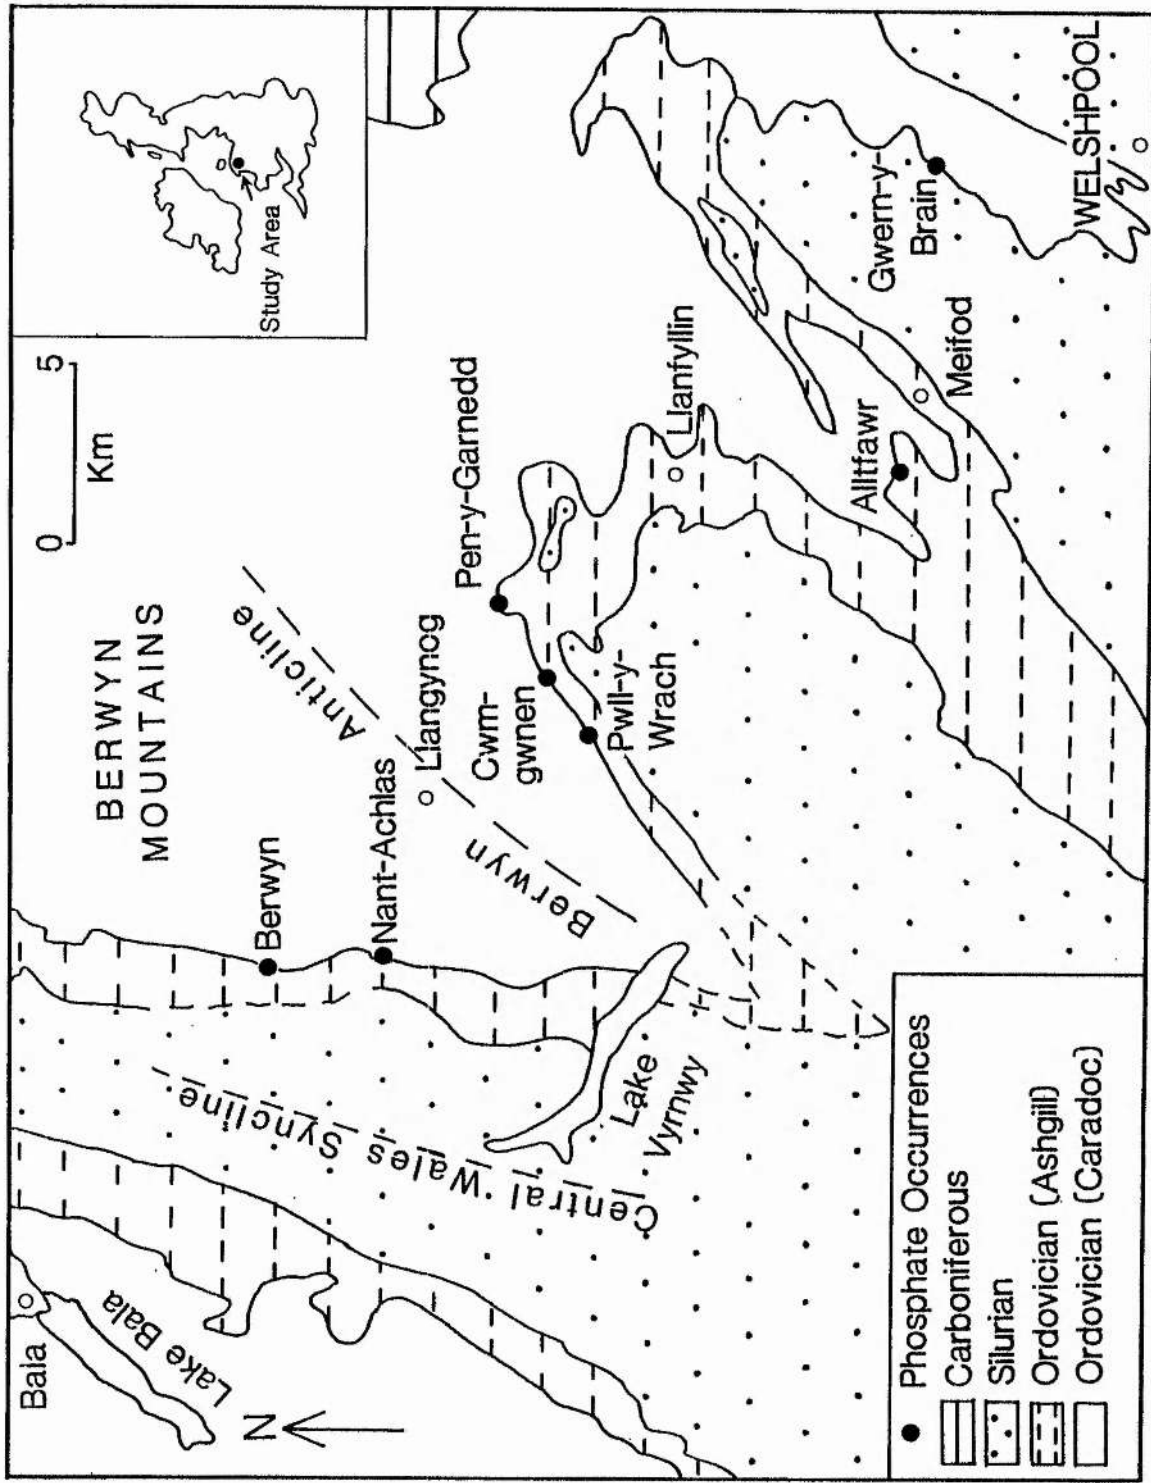 Bala
Lake Bala
N
BERWYN
MOUNTAINS
0 5
Km
Study Area
Berwyn
Nant-Achlas
Berwyn Anticline
Llangynog
Central Wales Syncline
Pen-y-Garnedd
Cwm-
gwnen
Pwll-y-
Wrach
Llanfyllin
Lake
Vyrnwy
Alltfawr
Meifod
Gwern-y-
Brain
WELSHPOOL
Phosphate Occurrences
Carboniferous
Silurian
Ordovician (Ashgill)
Ordovician (Caradoc)